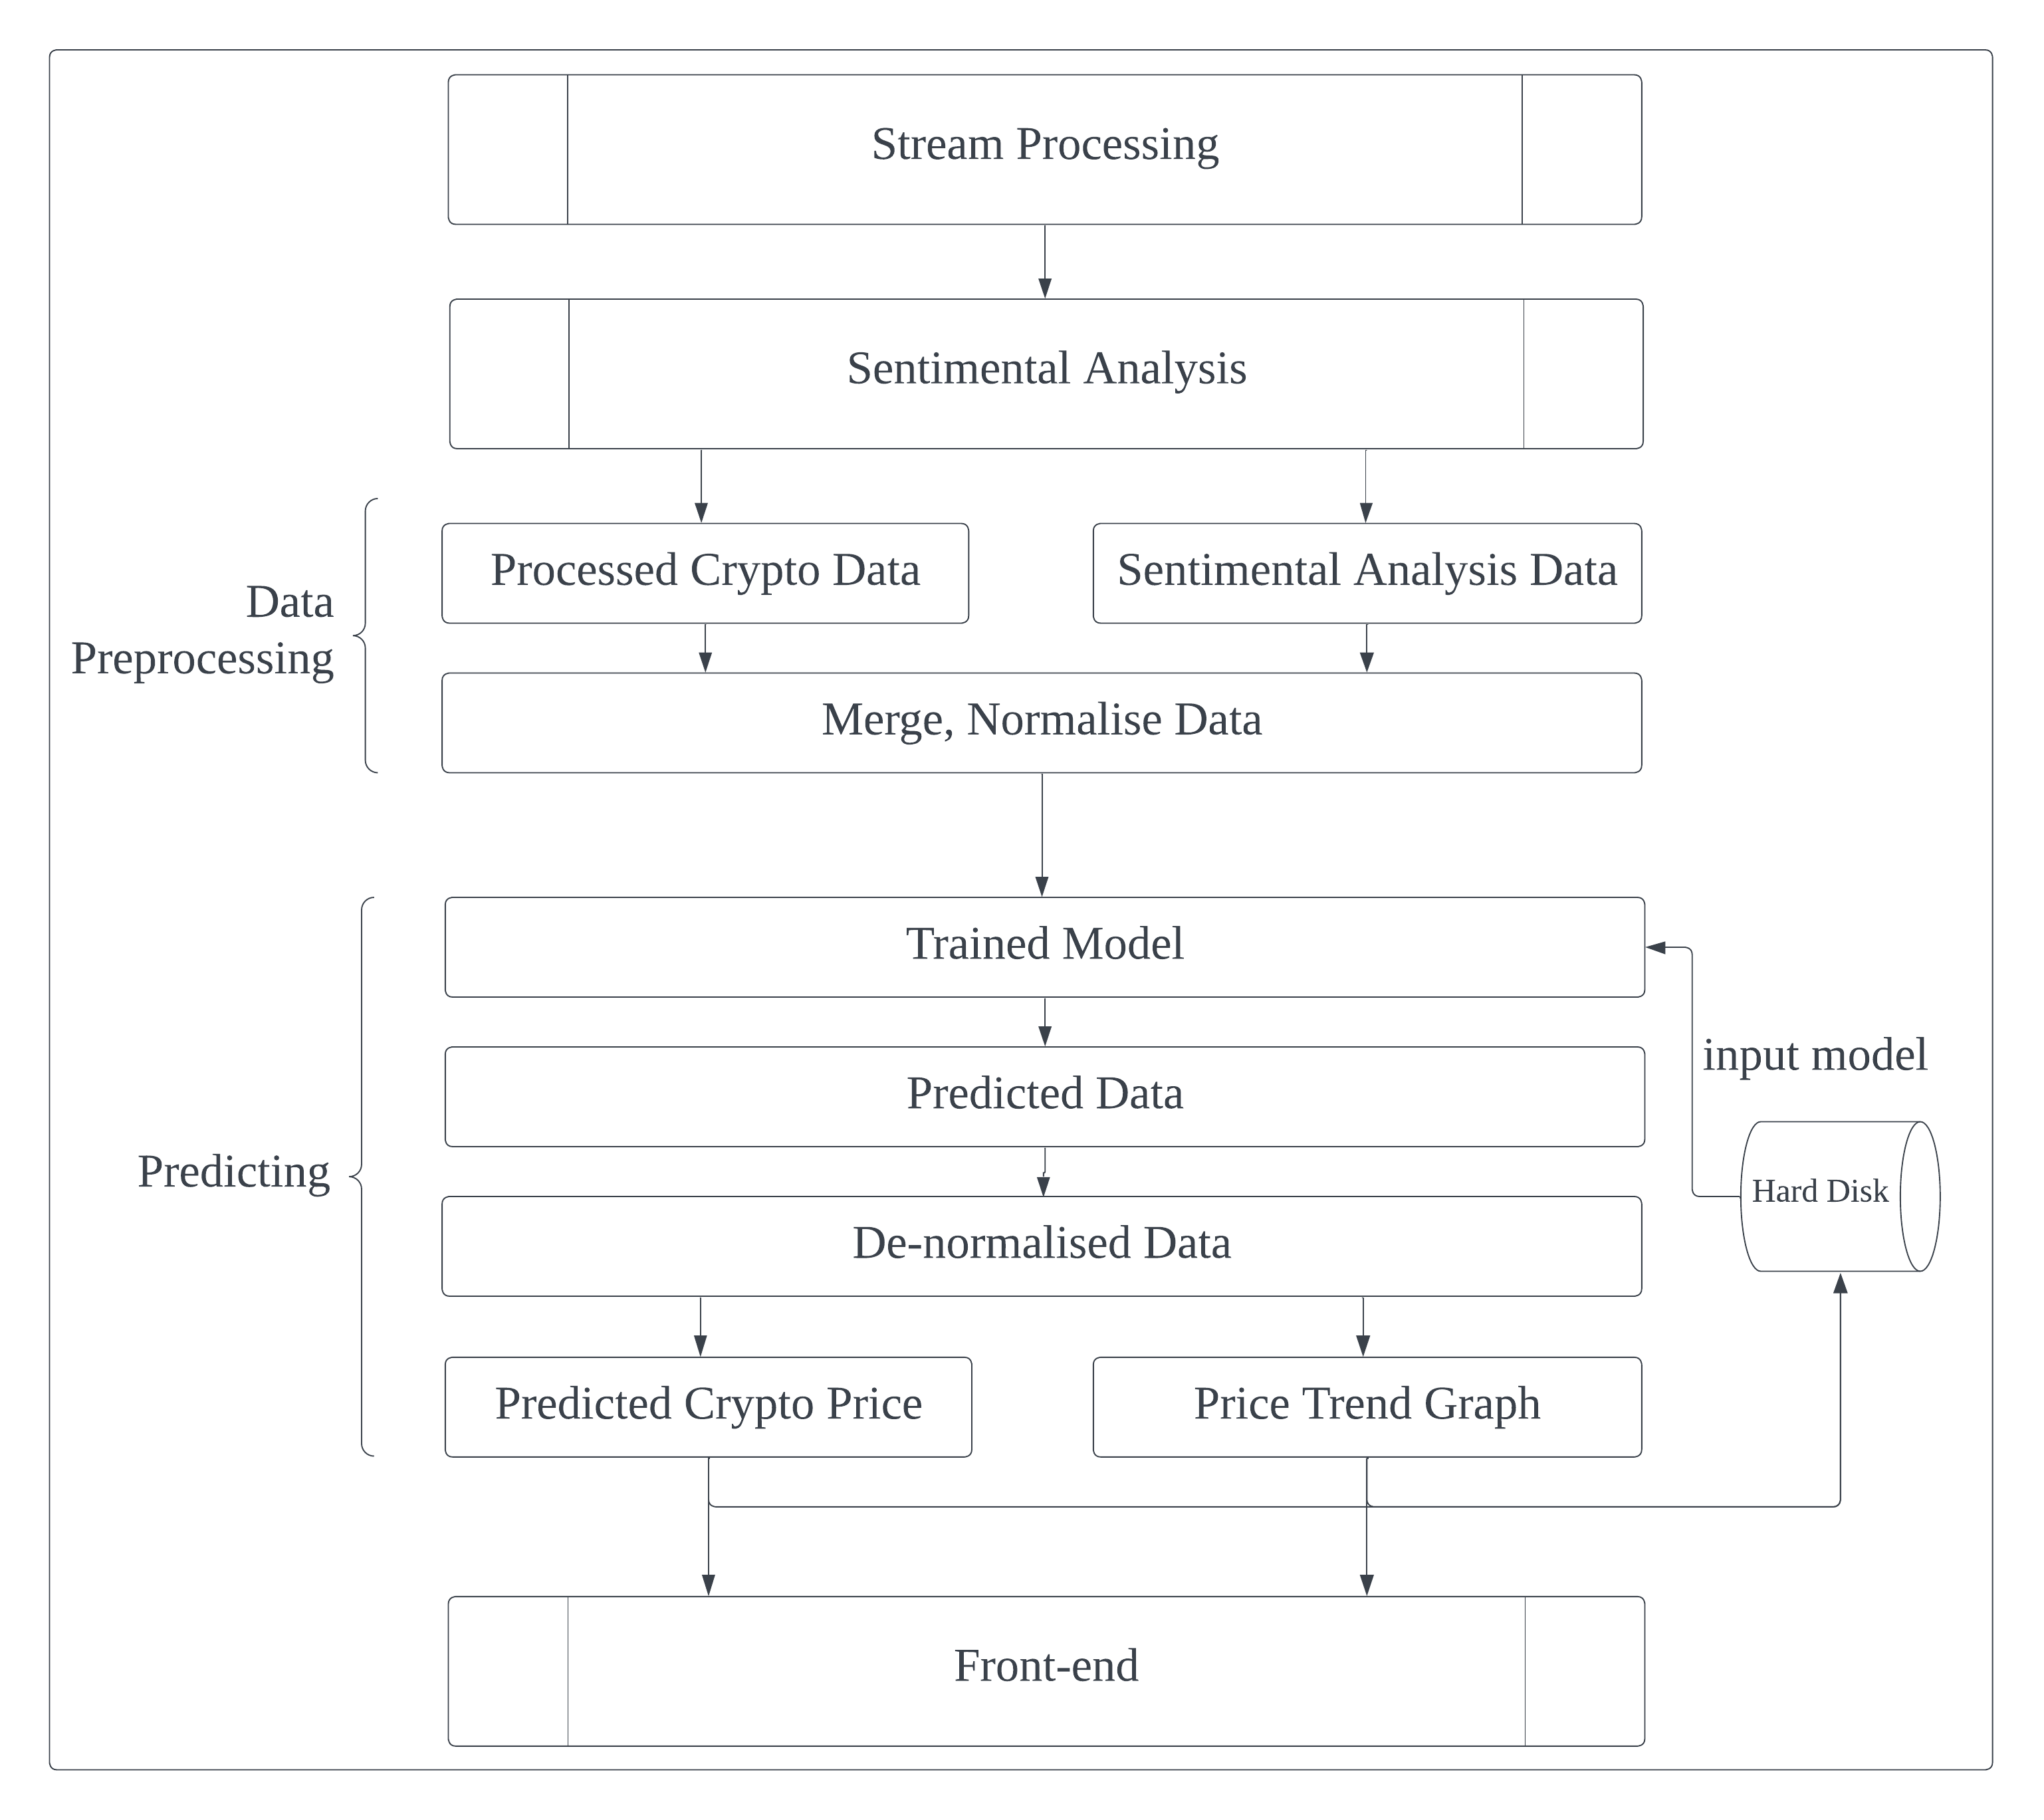 Stream Processing
Sentimental Analysis
Processed Crypto Data
Sentimental Analysis Data
Data
Preprocessing
Merge, Normalise Data
Trained Model
input model
Predicted Data
Predicting
Hard Disk
De-normalised Data
Predicted Crypto Price
Price Trend Graph
Front-end